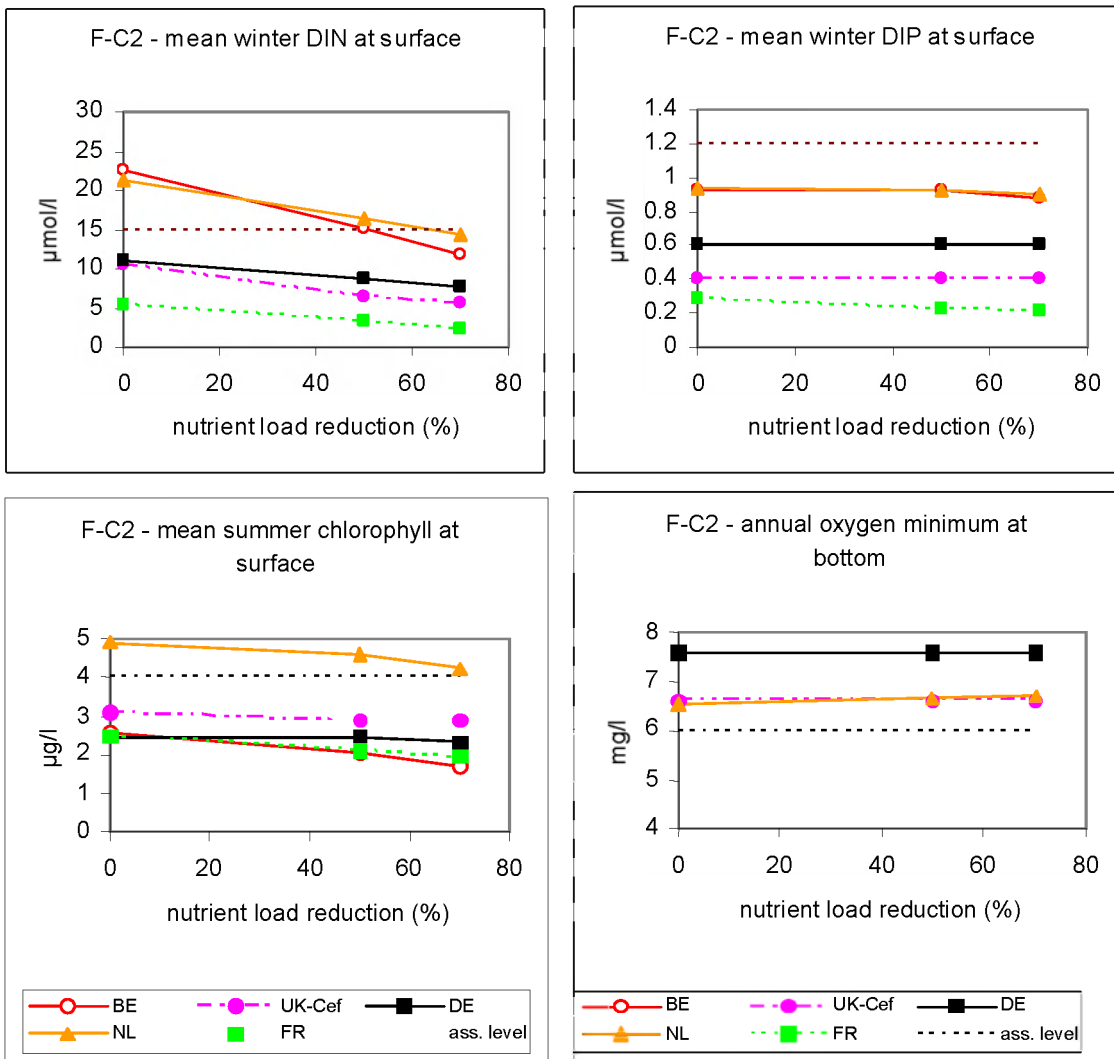 F-C2 - mean winter DIN at surface
30
25
20
15
10
5
0
µmol/l
0 20 40 60 80
nutrient load reduction (%)
F-C2 - mean winter DIP at surface
1.4
1.2
1
0.8
0.6
0.4
0.2
0
µmol/l
0 20 40 60 80
nutrient load reduction (%)
F-C2 - mean summer chlorophyll at
surface
5
4
3
2
1
0
µg/l
0 20 40 60 80
nutrient load reduction (%)
BE UK-Cef DE
NL FR ass. level
F-C2 - annual oxygen minimum at
bottom
8
7
6
5
4
mg/l
0 20 40 60 80
nutrient load reduction (%)
BE UK-Cef DE
NL FR ass. level